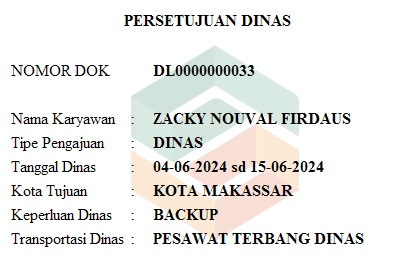 PERSETUJUAN DINAS
NOMOR DOK DL0000000033
Nama Karyawan : ZACKY NOUVAL FIRDAUS
Tipe Pengajuan : DINAS
Tanggal Dinas : 04-06-2024 sd 15-06-2024
Kota Tujuan : KOTA MAKASSAR
Keperluan Dinas : BACKUP
Transportasi Dinas : PESAWAT TERBANG DINAS